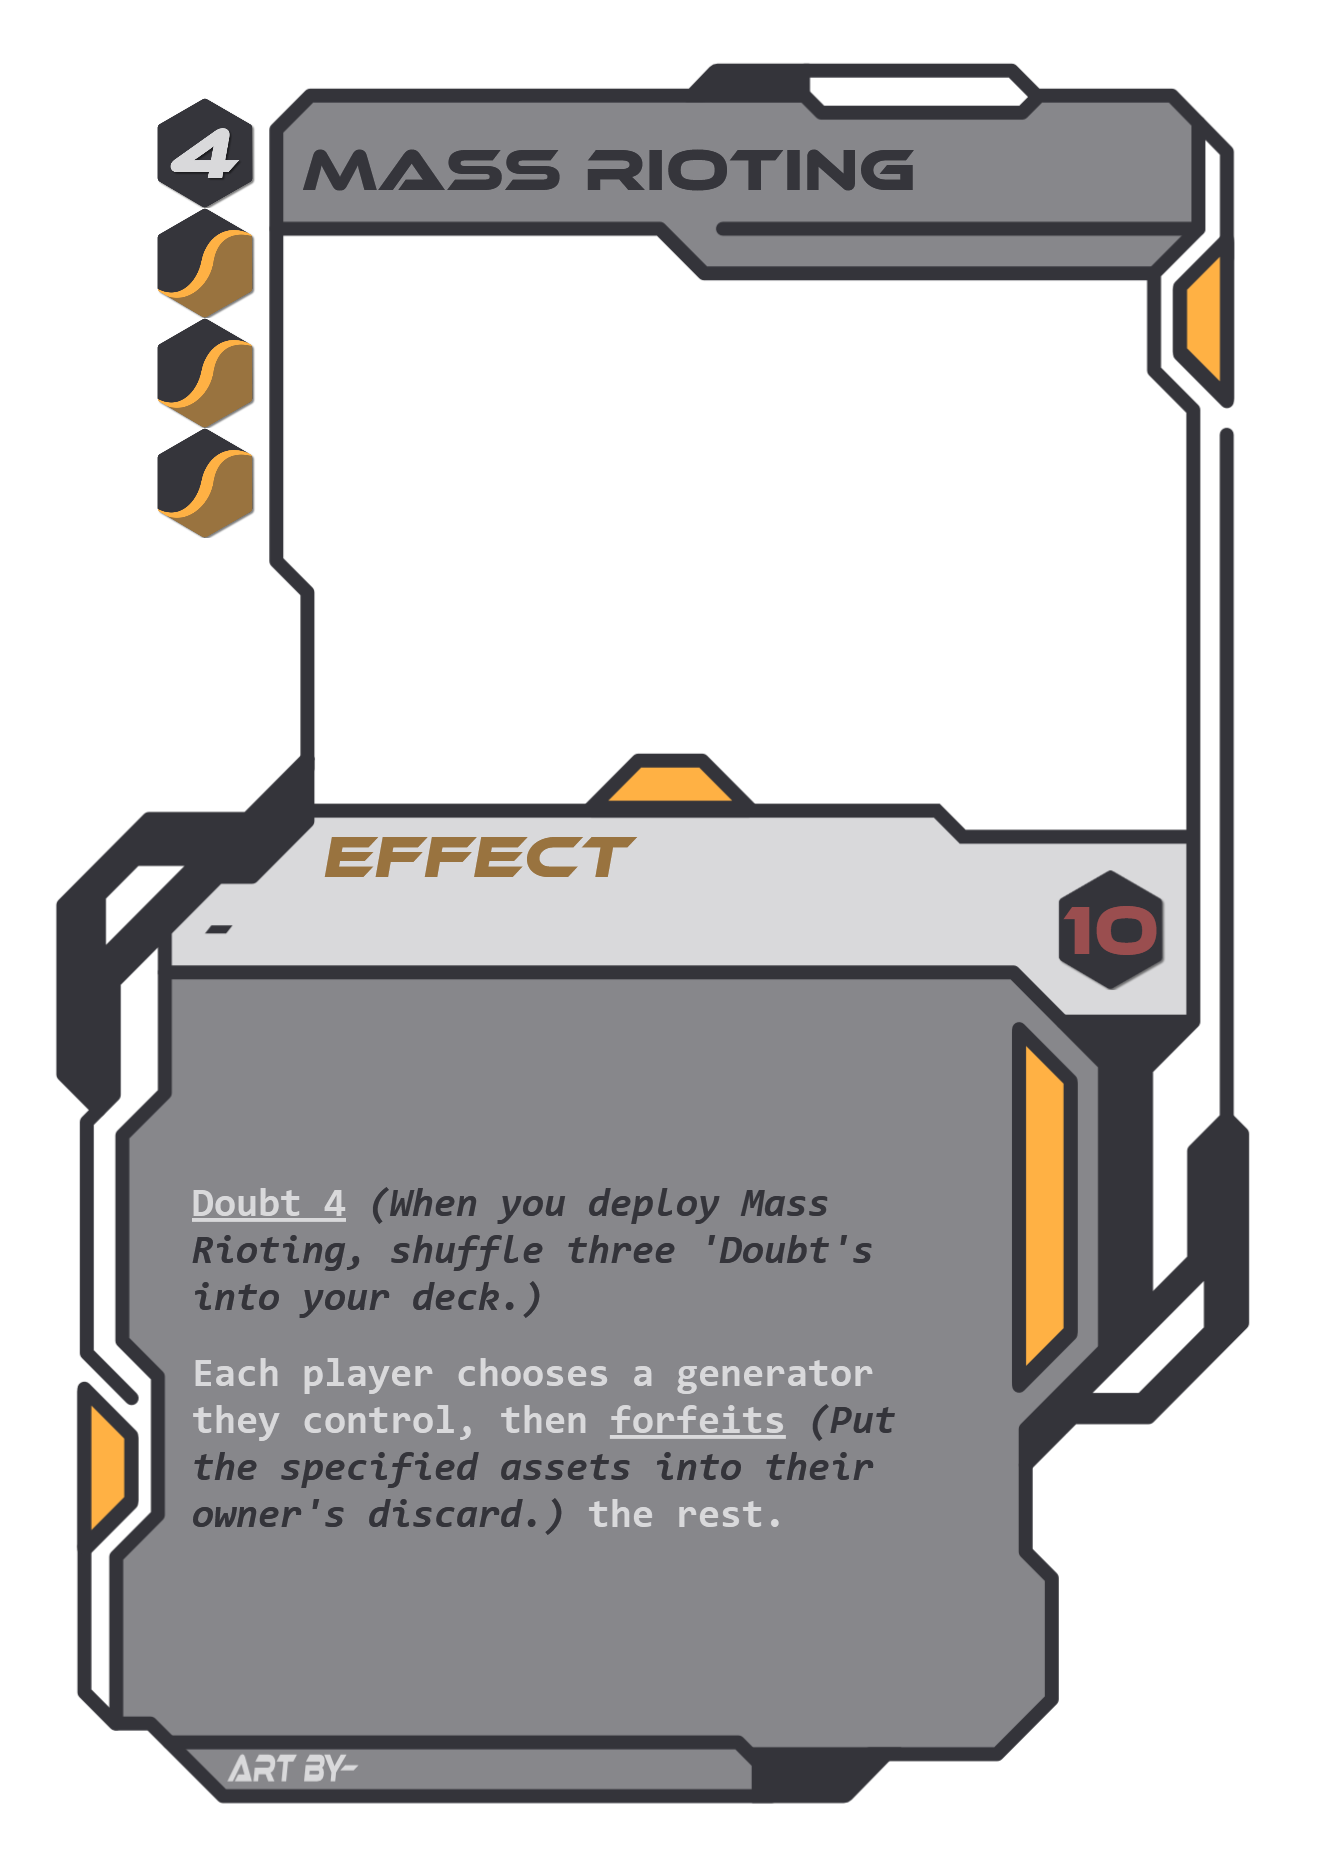 4
MASS RIOTING
EFFECT
-
10
Doubt 4 (When you deploy Mass
Rioting, shuffle three 'Doubt's
into your deck.)
Each player chooses a generator
they control, then forfeits (Put
the specified assets into their
owner's discard.) the rest.
ART BY-